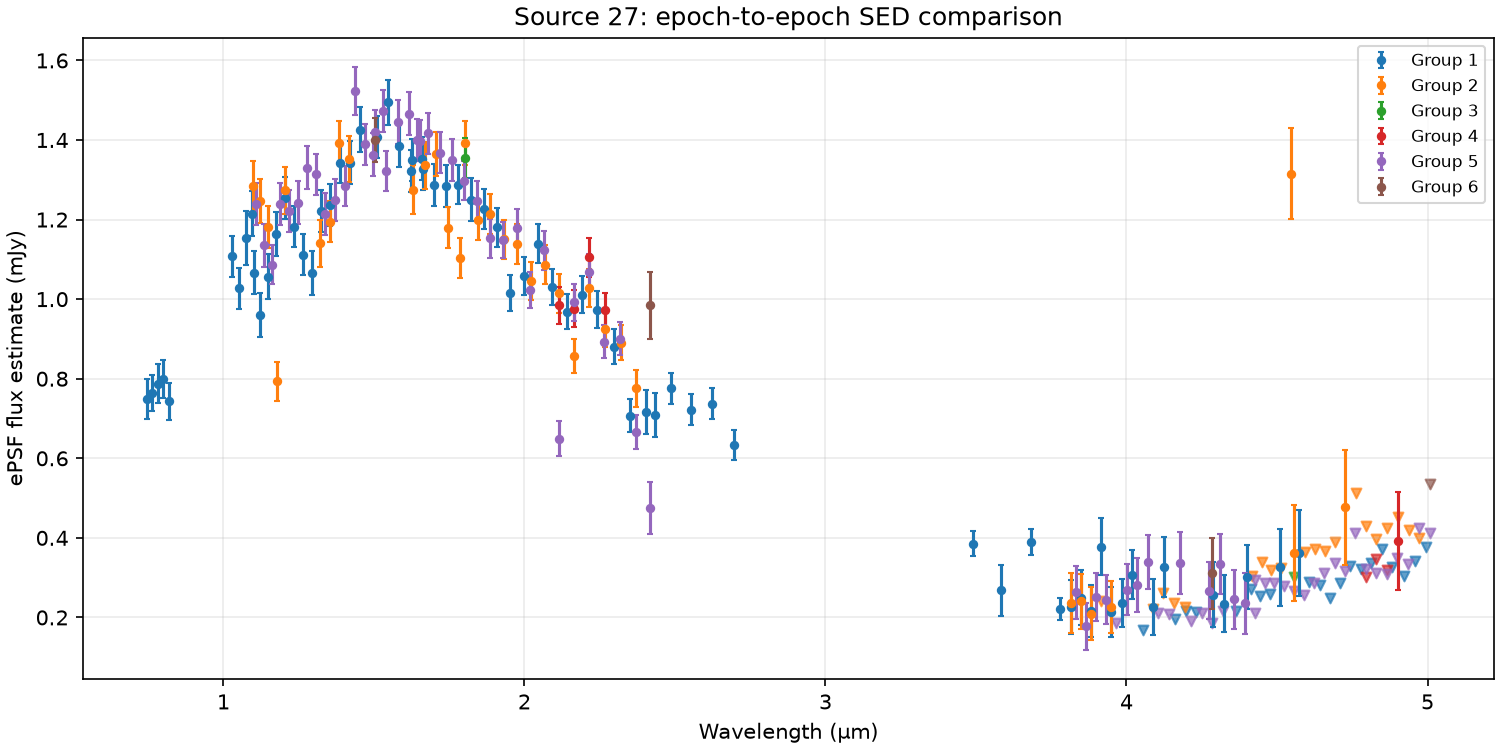 Source 27: epoch-to-epoch SED comparison
ePSF flux estimate (mJy)
1.6
1.4
1.2
1.0
0.8
0.6
0.4
0.2
1
2
3
4
5
Wavelength (μm)
Group 1
Group 2
Group 3
Group 4
Group 5
Group 6